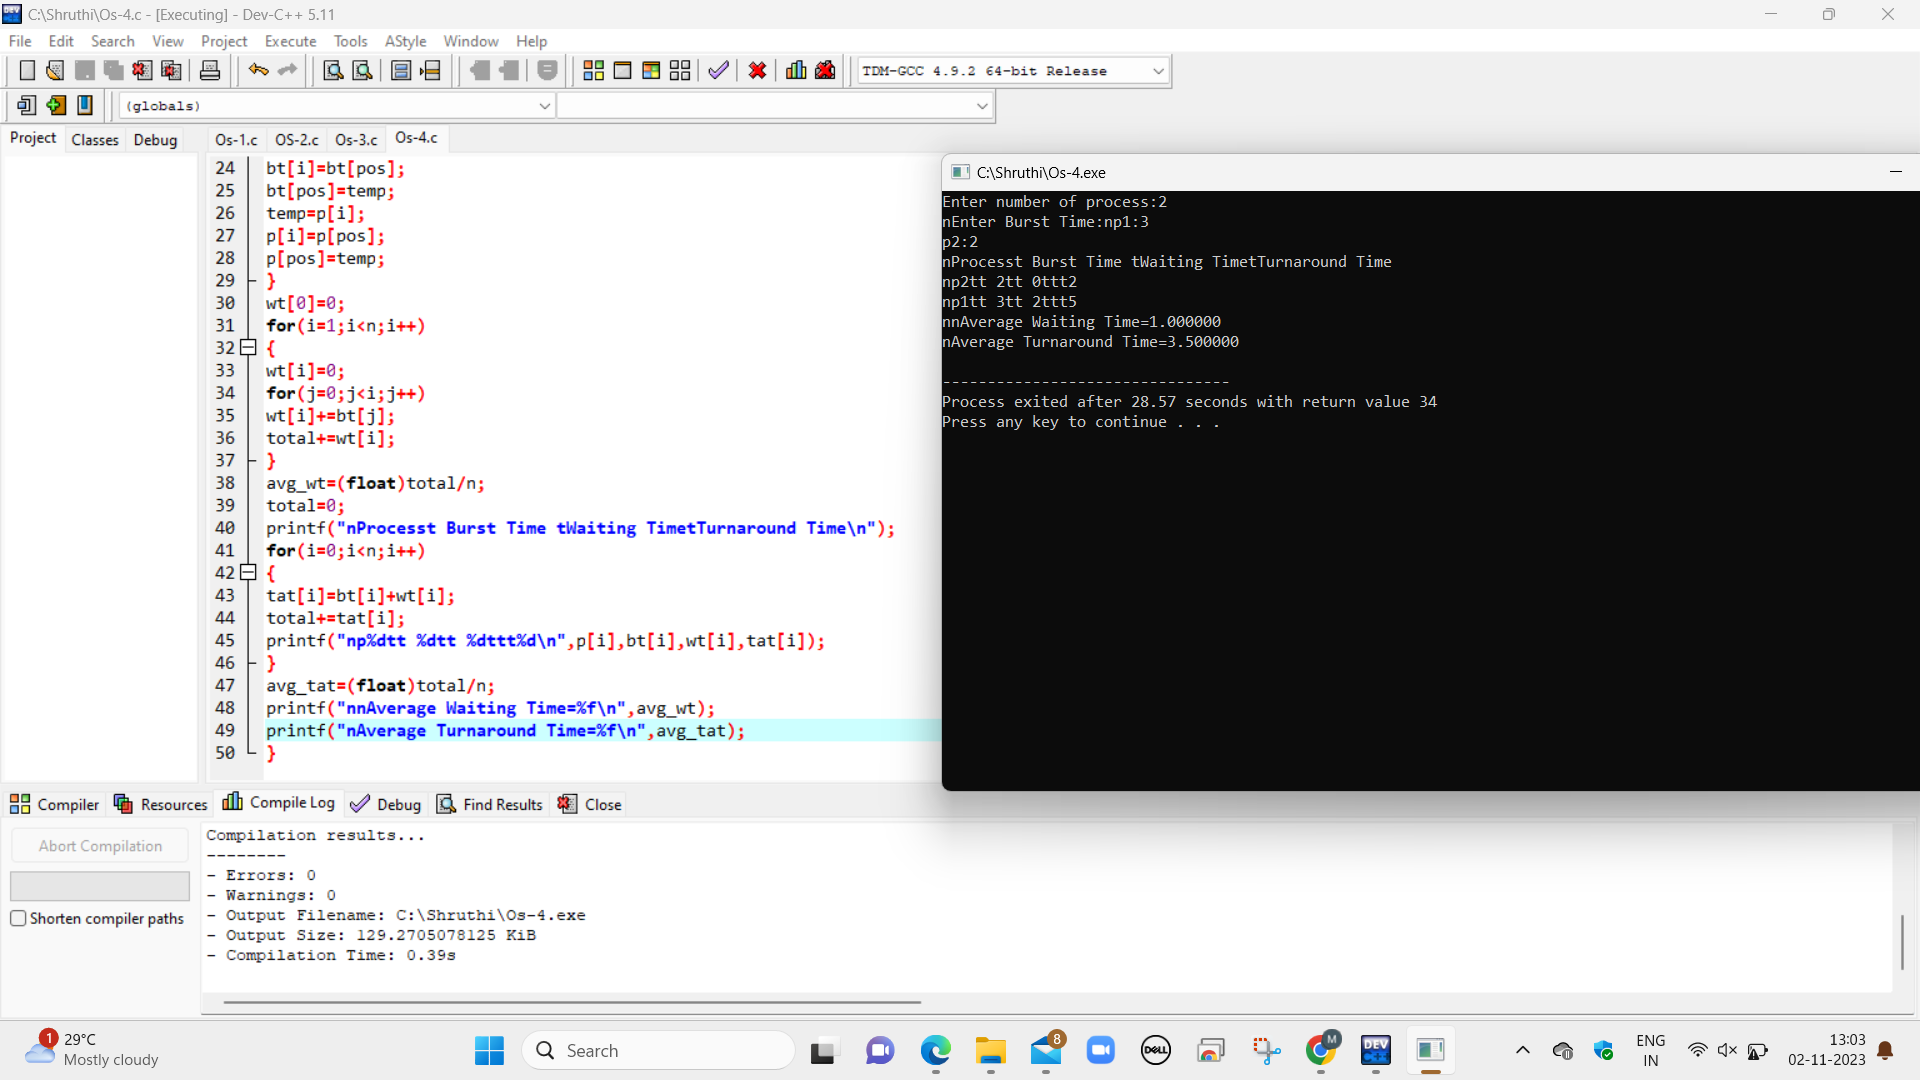 C:\Shruthi\Os-4.c - [Executing] - Dev-C++ 5.11
File Edit Search View Project Execute Tools AStyle Window Help
TDM-GCC 4.9.2 64-bit Release
(globals)
Project Classes Debug
Os-1.c OS-2.c Os-3.c Os-4.c
24 bt[i]=bt[pos];
25 bt[pos]=temp;
26 temp=p[i];
27 p[i]=p[pos];
28 p[pos]=temp;
29 }
30 wt[0]=0;
31 for(i=1;i<n;i++)
32 {
33 wt[i]=0;
34 for(j=0;j<i;j++)
35 wt[i]+=bt[j];
36 total+=wt[i];
37 }
38 avg_wt=(float)total/n;
39 total=0;
40 printf("nProcesst Burst Time tWaiting TimetTurnaround Time\n");
41 for(i=0;i<n;i++)
42 {
43 tat[i]=bt[i]+wt[i];
44 total+=tat[i];
45 printf("np%dtt %dtt %dttt%d\n",p[i],bt[i],wt[i],tat[i]);
46 }
47 avg_tat=(float)total/n;
48 printf("nnAverage Waiting Time=%f\n",avg_wt);
49 printf("nAverage Turnaround Time=%f\n",avg_tat);
50 }
C:\Shruthi\Os-4.exe
Enter number of process:2
nEnter Burst Time:np1:3
p2:2
nProcesst Burst Time tWaiting TimetTurnaround Time
np2tt 2tt 0ttt2
np1tt 3tt 2ttt5
nnAverage Waiting Time=1.000000
nAverage Turnaround Time=3.500000
--------------------------------
Process exited after 28.57 seconds with return value 34
Press any key to continue . . .
Compiler Resources Compile Log Debug Find Results Close
Abort Compilation
Shorten compiler paths
Compilation results...
--------
- Errors: 0
- Warnings: 0
- Output Filename: C:\Shruthi\Os-4.exe
- Output Size: 129.2705078125 KiB
- Compilation Time: 0.39s
1
29°C
Mostly cloudy
Search
8
DELL
M
DEV
C++
ENG
IN
13:03
02-11-2023